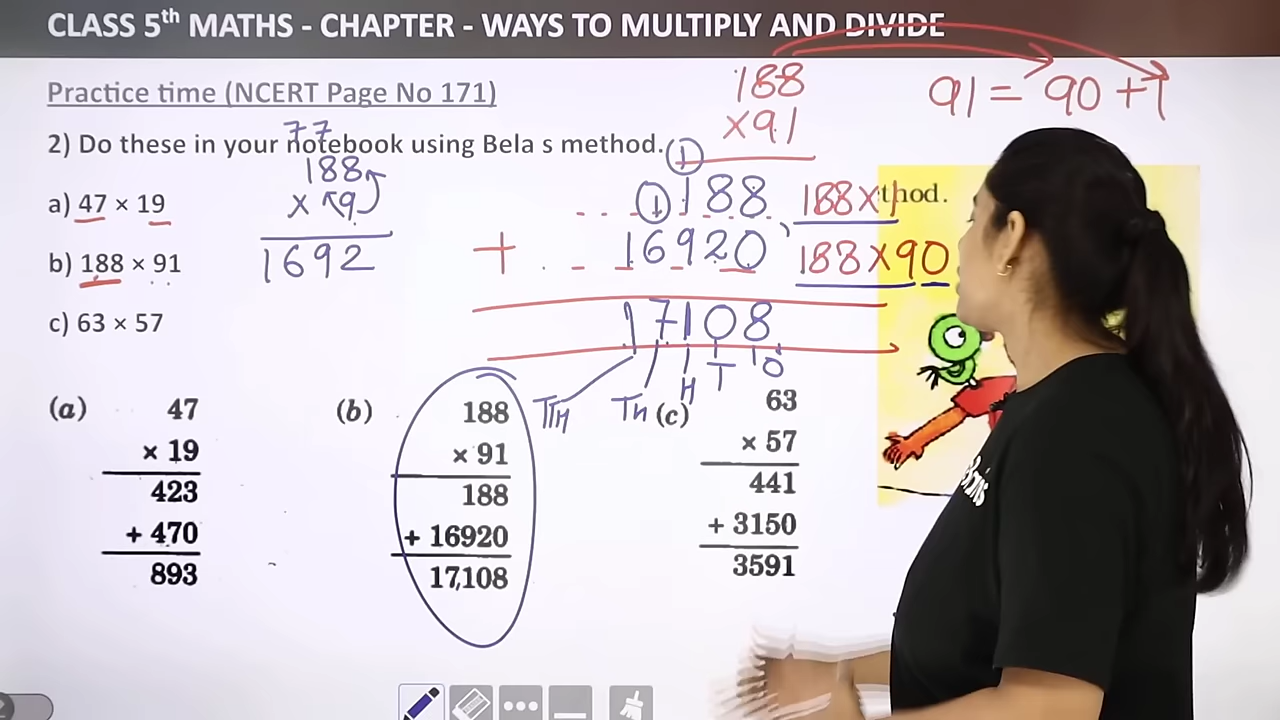 CLASS 5th MATHS - CHAPTER - WAYS TO MULTIPLY AND DIVIDE
Practice time (NCERT Page No 171)
2) Do these in your notebook using Bela s method.
a) 47 × 19
b) 188 × 91
c) 63 × 57
77
188
× 9
1692
188
×91
91 = 90 + 1
1
1
188
188×1
thod.
+ 16920
188×90
17108
TTH TH H T O
(a)
47
× 19
423
+ 470
893
(b)
188
× 91
188
+ 16920
17,108
(c)
63
× 57
441
+ 3150
3591